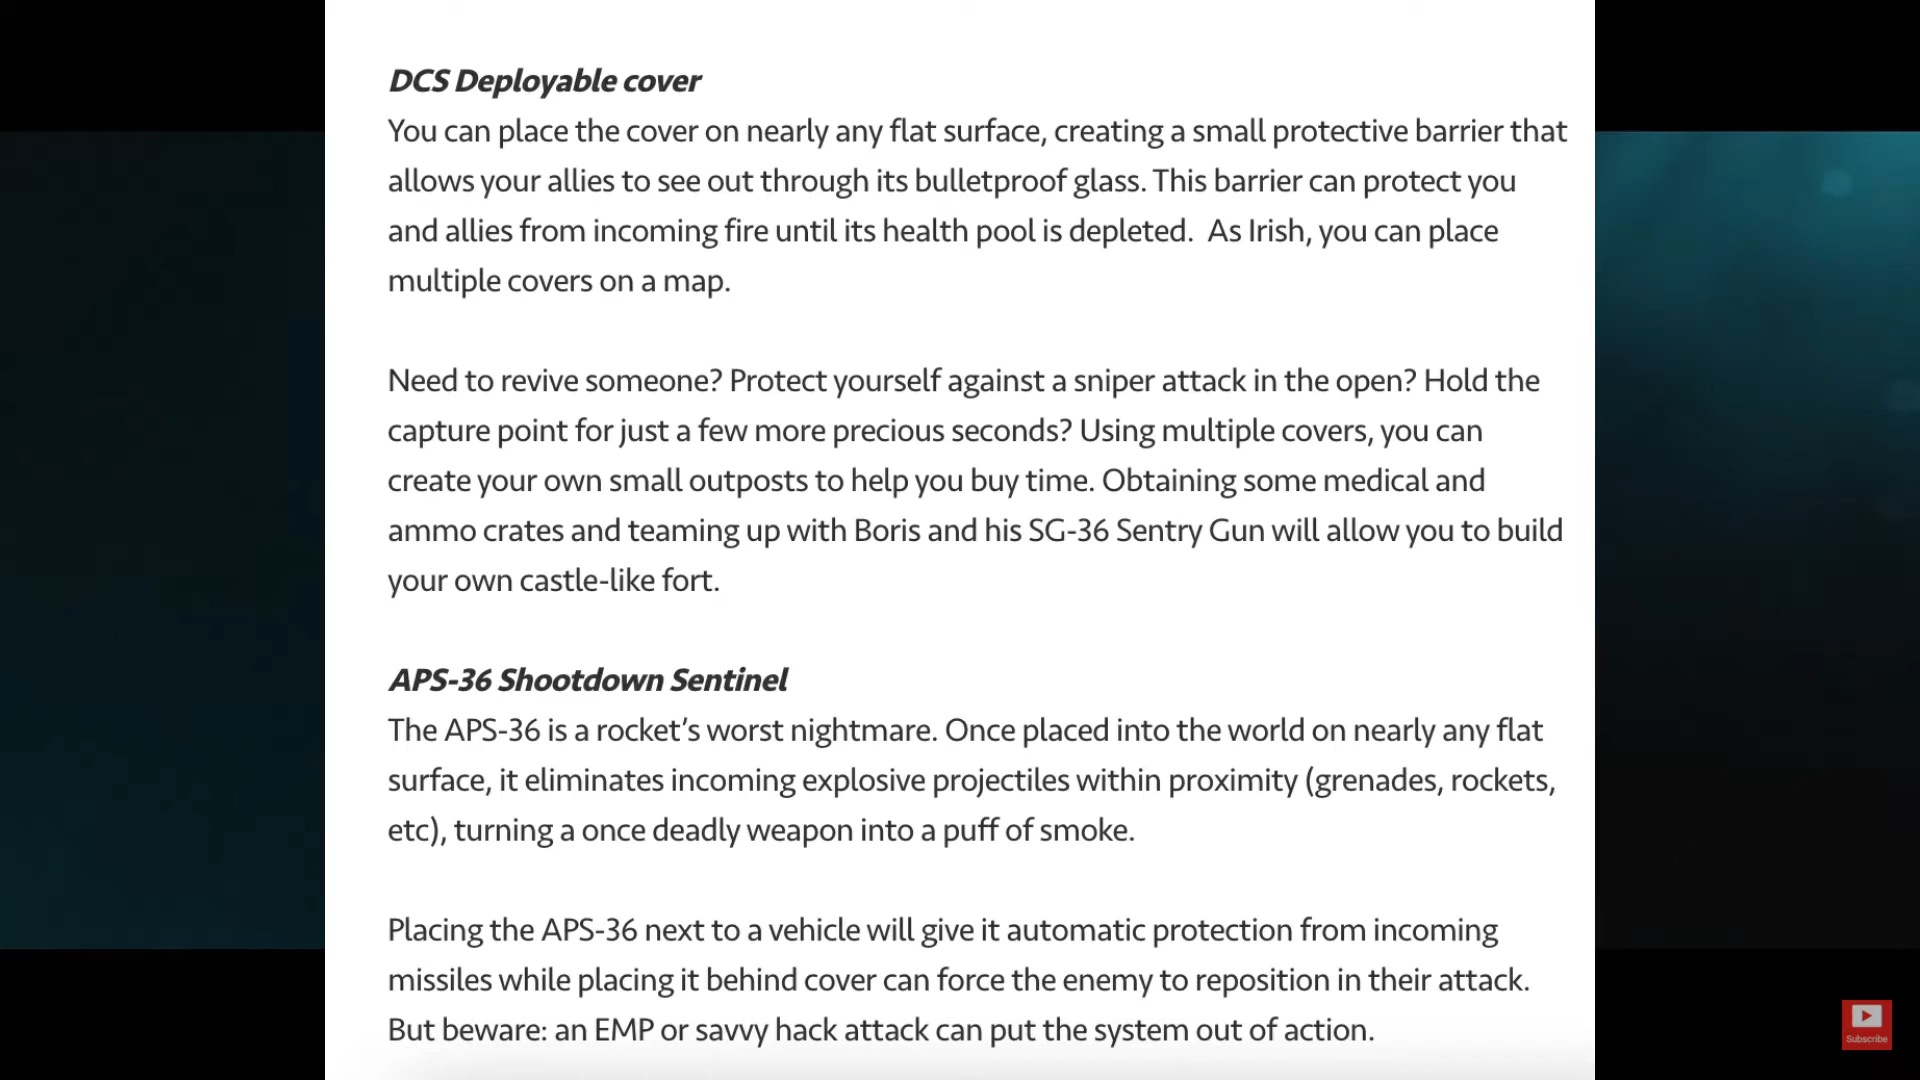 DCS Deployable cover
You can place the cover on nearly any flat surface, creating a small protective barrier that
allows your allies to see out through its bulletproof glass. This barrier can protect you
and allies from incoming fire until its health pool is depleted.  As Irish, you can place
multiple covers on a map.
Need to revive someone? Protect yourself against a sniper attack in the open? Hold the
capture point for just a few more precious seconds? Using multiple covers, you can
create your own small outposts to help you buy time. Obtaining some medical and
ammo crates and teaming up with Boris and his SG-36 Sentry Gun will allow you to build
your own castle-like fort.
APS-36 Shootdown Sentinel
The APS-36 is a rocket’s worst nightmare. Once placed into the world on nearly any flat
surface, it eliminates incoming explosive projectiles within proximity (grenades, rockets,
etc), turning a once deadly weapon into a puff of smoke.
Placing the APS-36 next to a vehicle will give it automatic protection from incoming
missiles while placing it behind cover can force the enemy to reposition in their attack.
But beware: an EMP or savvy hack attack can put the system out of action.
Subscribe